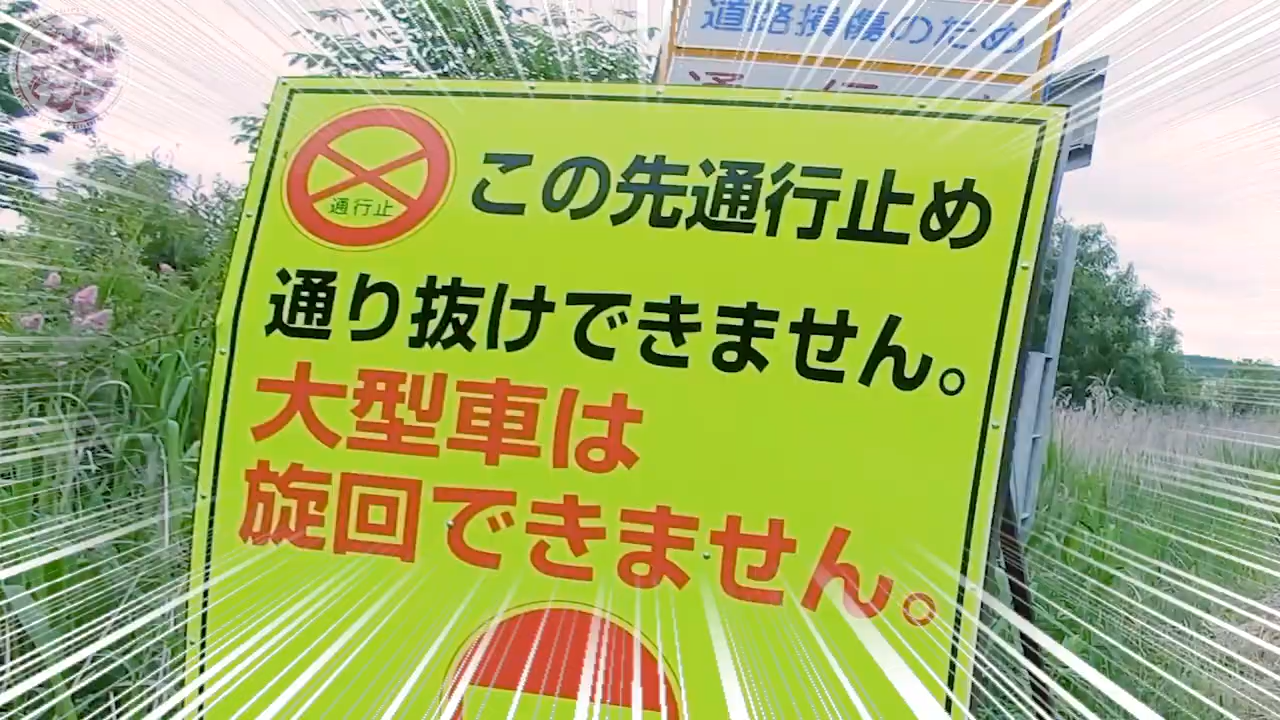 道路損傷のため
通行止
この先通行止め
通り抜けできません。
大型車は
旋回できません。